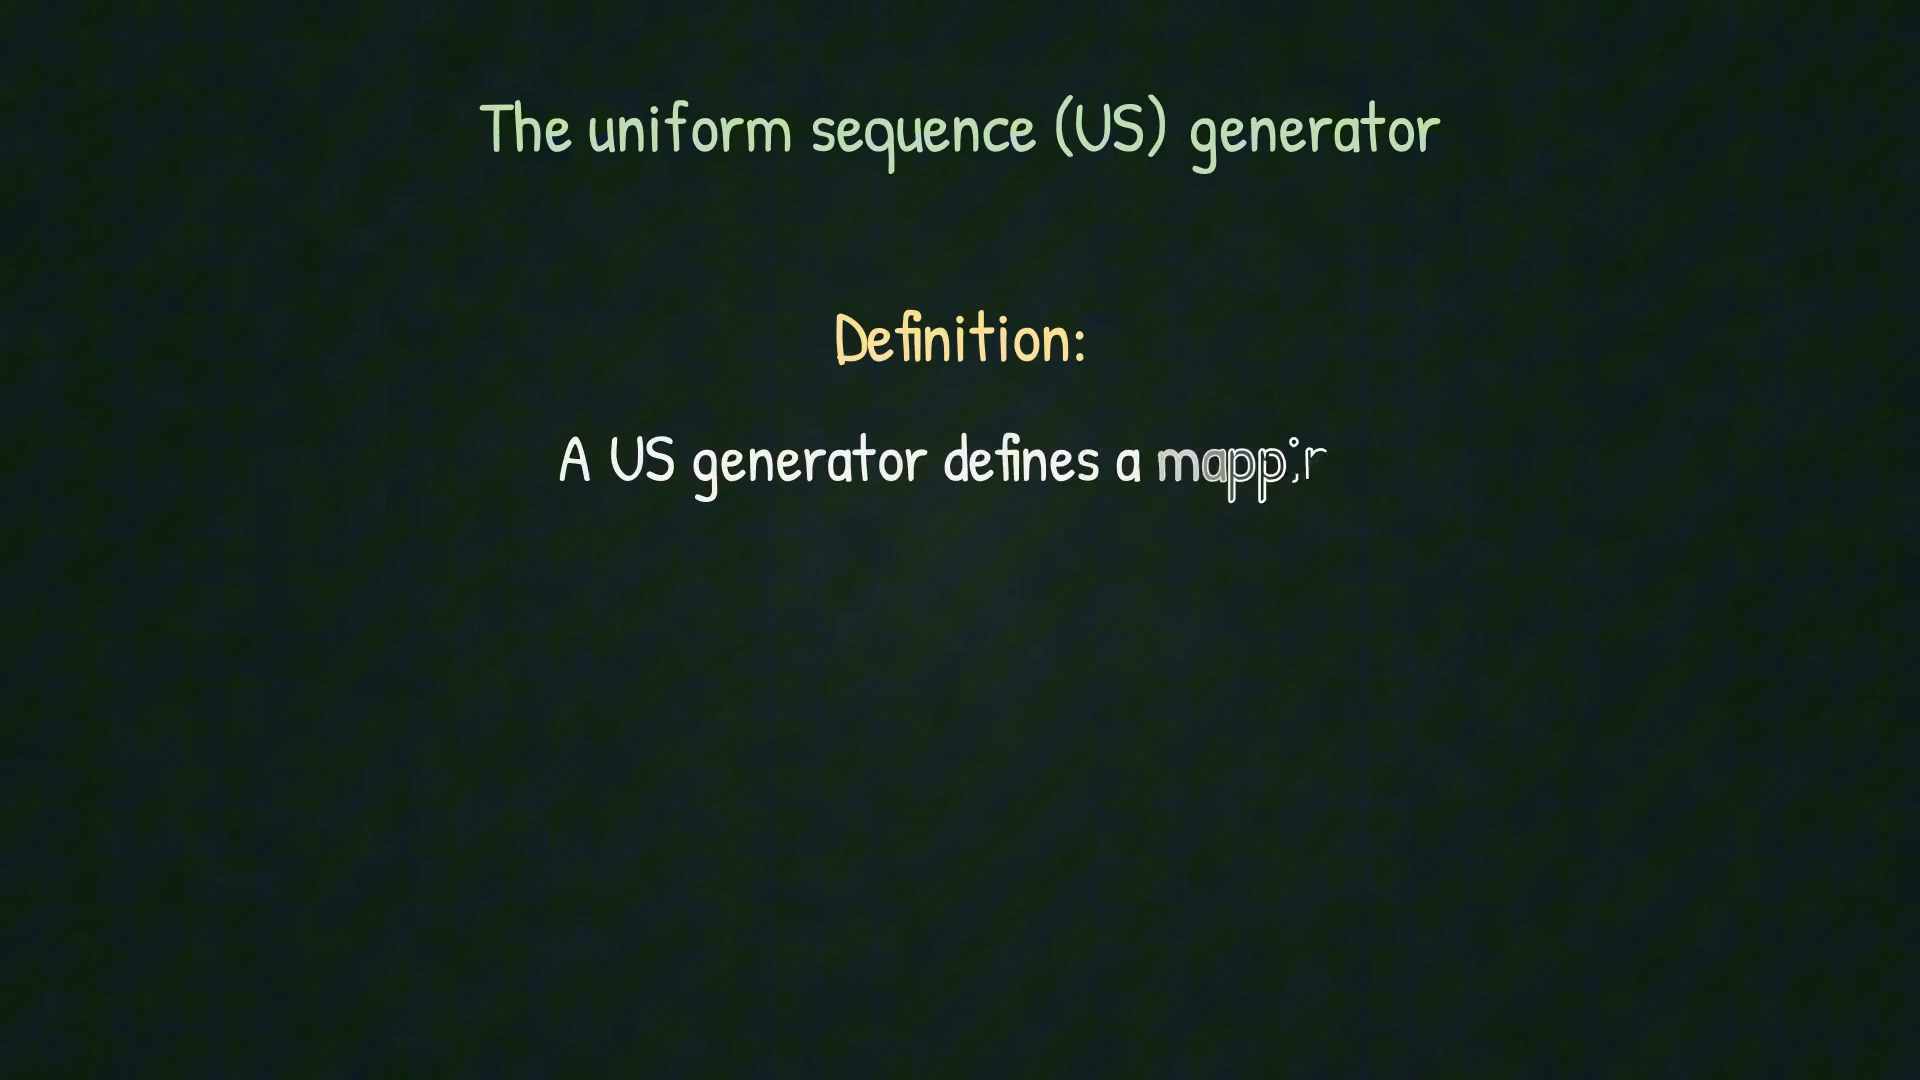 The uniform sequence (US) generator
Definition:
A US generator defines a